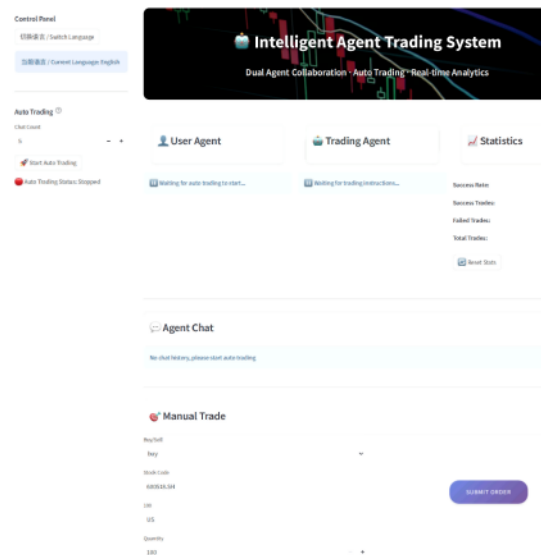 Control Panel
切换语言 / Switch Language
当前语言 / Current Language: English
Auto Trading
Chat Count
5
Start Auto Trading
Auto Trading Status: Stopped
Intelligent Agent Trading System
Dual Agent Collaboration · Auto Trading · Real-time Analytics
User Agent
Waiting for auto trading to start...
Trading Agent
Waiting for trading instructions...
Statistics
Success Rate:
Success Trades:
Failed Trades:
Total Trades:
Reset Stats
Agent Chat
No chat history, please start auto trading
Manual Trade
Buy/Sell
Stock Code
US
Quantity
100
SUBMIT ORDER